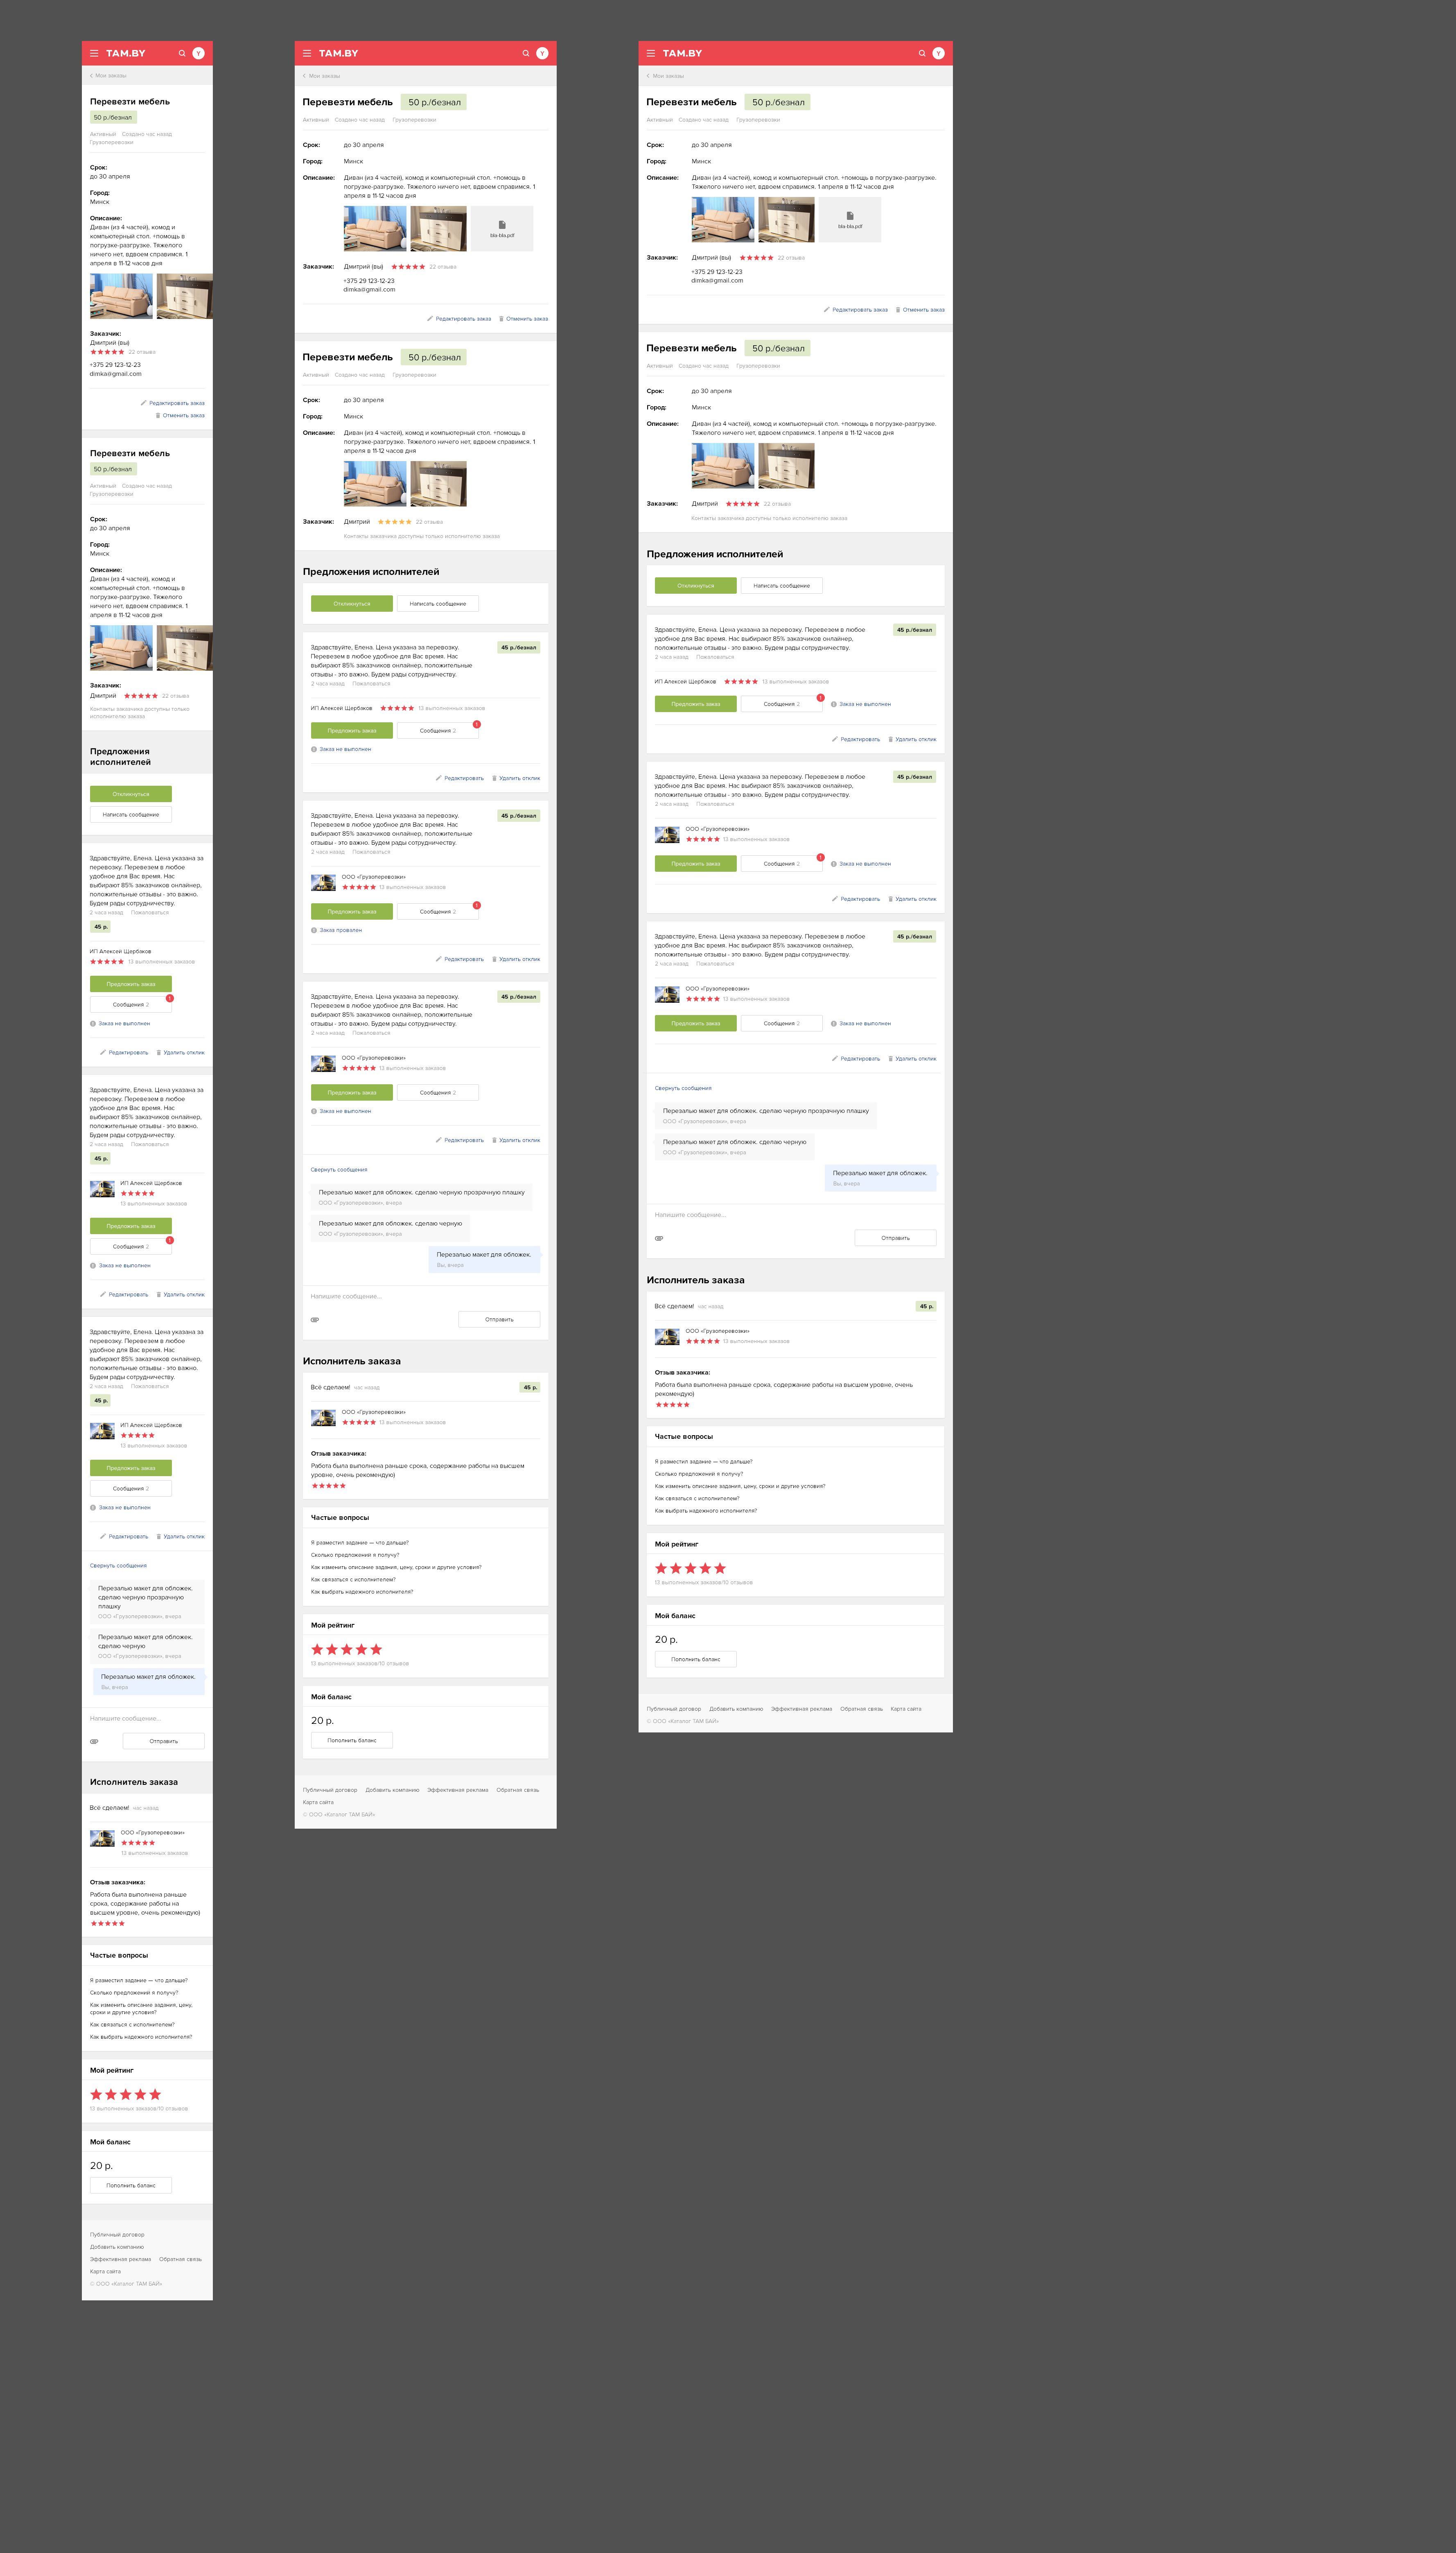 TAM.BY
Y
Мои заказы
Перевезти мебель
50 р./безнал
Активный Создано час назад
Грузоперевозки
Срок:
до 30 апреля
Город:
Минск
Описание:
Диван (из 4 частей), комод и
компьютерный стол. +помощь в
погрузке-разгрузке. Тяжелого
ничего нет, вдвоем справимся. 1
апреля в 11-12 часов дня
Заказчик:
Дмитрий (вы)
22 отзыва
+375 29 123-12-23
dimka@gmail.com
Редактировать заказ
Отменить заказ
Перевезти мебель
50 р./безнал
Активный Создано час назад
Грузоперевозки
Срок:
до 30 апреля
Город:
Минск
Описание:
Диван (из 4 частей), комод и
компьютерный стол. +помощь в
погрузке-разгрузке. Тяжелого
ничего нет, вдвоем справимся. 1
апреля в 11-12 часов дня
Заказчик:
Дмитрий 22 отзыва
Контакты заказчика доступны только
исполнителю заказа
Предложения
исполнителей
Откликнуться
Написать сообщение
Здравствуйте, Елена. Цена указана за
перевозку. Перевезем в любое
удобное для Вас время. Нас
выбирают 85% заказчиков онлайнер,
положительные отзывы - это важно.
Будем рады сотрудничеству.
2 часа назад Пожаловаться
45 р.
ИП Алексей Щербаков
13 выполненных заказов
Предложить заказ
Сообщения 2
1
Заказ не выполнен
Редактировать Удалить отклик
Здравствуйте, Елена. Цена указана за
перевозку. Перевезем в любое
удобное для Вас время. Нас
выбирают 85% заказчиков онлайнер,
положительные отзывы - это важно.
Будем рады сотрудничеству.
2 часа назад Пожаловаться
45 р.
ИП Алексей Щербаков
13 выполненных заказов
Предложить заказ
Сообщения 2
1
Заказ не выполнен
Редактировать Удалить отклик
Здравствуйте, Елена. Цена указана за
перевозку. Перевезем в любое
удобное для Вас время. Нас
выбирают 85% заказчиков онлайнер,
положительные отзывы - это важно.
Будем рады сотрудничеству.
2 часа назад Пожаловаться
45 р.
ИП Алексей Щербаков
13 выполненных заказов
Предложить заказ
Сообщения 2
Заказ не выполнен
Редактировать Удалить отклик
Свернуть сообщения
Перезалью макет для обложек.
сделаю черную прозрачную
плашку
ООО «Грузоперевозки», вчера
Перезалью макет для обложек.
сделаю черную
ООО «Грузоперевозки», вчера
Перезалью макет для обложек.
Вы, вчера
Напишите сообщение...
Отправить
Исполнитель заказа
Всё сделаем! час назад
ООО «Грузоперевозки»
13 выполненных заказов
Отзыв заказчика:
Работа была выполнена раньше
срока, содержание работы на
высшем уровне, очень рекомендую)
Частые вопросы
Я разместил задание — что дальше?
Сколько предложений я получу?
Как изменить описание задания, цену,
сроки и другие условия?
Как связаться с исполнителем?
Как выбрать надежного исполнителя?
Мой рейтинг
13 выполненных заказов/10 отзывов
Мой баланс
20 р.
Пополнить баланс
Публичный договор
Добавить компанию
Эффективная реклама Обратная связь
Карта сайта
© ООО «Каталог ТАМ БАЙ»
TAM.BY
Y
Мои заказы
Перевезти мебель 50 р./безнал
Активный Создано час назад Грузоперевозки
Срок: до 30 апреля
Город: Минск
Описание: Диван (из 4 частей), комод и компьютерный стол. +помощь в
погрузке-разгрузке. Тяжелого ничего нет, вдвоем справимся. 1
апреля в 11-12 часов дня
bla-bla.pdf
Заказчик: Дмитрий (вы) 22 отзыва
+375 29 123-12-23
dimka@gmail.com
Редактировать заказ Отменить заказ
Перевезти мебель 50 р./безнал
Активный Создано час назад Грузоперевозки
Срок: до 30 апреля
Город: Минск
Описание: Диван (из 4 частей), комод и компьютерный стол. +помощь в
погрузке-разгрузке. Тяжелого ничего нет, вдвоем справимся. 1
апреля в 11-12 часов дня
Заказчик: Дмитрий 22 отзыва
Контакты заказчика доступны только исполнителю заказа
Предложения исполнителей
Откликнуться Написать сообщение
Здравствуйте, Елена. Цена указана за перевозку. 45 р./безнал
Перевезем в любое удобное для Вас время. Нас
выбирают 85% заказчиков онлайнер, положительные
отзывы - это важно. Будем рады сотрудничеству.
2 часа назад Пожаловаться
ИП Алексей Щербаков 13 выполненных заказов
Предложить заказ Сообщения 2 1
Заказ не выполнен
Редактировать Удалить отклик
Здравствуйте, Елена. Цена указана за перевозку. 45 р./безнал
Перевезем в любое удобное для Вас время. Нас
выбирают 85% заказчиков онлайнер, положительные
отзывы - это важно. Будем рады сотрудничеству.
2 часа назад Пожаловаться
ООО «Грузоперевозки»
13 выполненных заказов
Предложить заказ Сообщения 2 1
Заказ провален
Редактировать Удалить отклик
Здравствуйте, Елена. Цена указана за перевозку. 45 р./безнал
Перевезем в любое удобное для Вас время. Нас
выбирают 85% заказчиков онлайнер, положительные
отзывы - это важно. Будем рады сотрудничеству.
2 часа назад Пожаловаться
ООО «Грузоперевозки»
13 выполненных заказов
Предложить заказ Сообщения 2
Заказ не выполнен
Редактировать Удалить отклик
Свернуть сообщения
Перезалью макет для обложек. сделаю черную прозрачную плашку
ООО «Грузоперевозки», вчера
Перезалью макет для обложек. сделаю черную
ООО «Грузоперевозки», вчера
Перезалью макет для обложек.
Вы, вчера
Напишите сообщение...
Отправить
Исполнитель заказа
Всё сделаем! час назад 45 р.
ООО «Грузоперевозки»
13 выполненных заказов
Отзыв заказчика:
Работа была выполнена раньше срока, содержание работы на высшем
уровне, очень рекомендую)
Частые вопросы
Я разместил задание — что дальше?
Сколько предложения я получу?
Как изменить описание задания, цену, сроки и другие условия?
Как связаться с исполнителем?
Как выбрать надежного исполнителя?
Мой рейтинг
13 выполненных заказов/10 отзывов
Мой баланс
20 р.
Пополнить баланс
Публичный договор Добавить компанию Эффективная реклама Обратная связь
Карта сайта
© ООО «Каталог ТАМ БАЙ»
TAM.BY
Y
Мои заказы
Перевезти мебель 50 р./безнал
Активный Создано час назад Грузоперевозки
Срок: до 30 апреля
Город: Минск
Описание: Диван (из 4 частей), комод и компьютерный стол. +помощь в погрузке-разгрузке.
Тяжелого ничего нет, вдвоем справимся. 1 апреля в 11-12 часов дня
bla-bla.pdf
Заказчик: Дмитрий (вы) 22 отзыва
+375 29 123-12-23
dimka@gmail.com
Редактировать заказ Отменить заказ
Перевезти мебель 50 р./безнал
Активный Создано час назад Грузоперевозки
Срок: до 30 апреля
Город: Минск
Описание: Диван (из 4 частей), комод и компьютерный стол. +помощь в погрузке-разгрузке.
Тяжелого ничего нет, вдвоем справимся. 1 апреля в 11-12 часов дня
Заказчик: Дмитрий 22 отзыва
Контакты заказчика доступны только исполнителю заказа
Предложения исполнителей
Откликнуться Написать сообщение
Здравствуйте, Елена. Цена указана за перевозку. Перевезем в любое 45 р./безнал
удобное для Вас время. Нас выбирают 85% заказчиков онлайнер,
положительные отзывы - это важно. Будем рады сотрудничеству.
2 часа назад Пожаловаться
ИП Алексей Щербаков 13 выполненных заказов
Предложить заказ Сообщения 2 1 Заказ не выполнен
Редактировать Удалить отклик
Здравствуйте, Елена. Цена указана за перевозку. Перевезем в любое 45 р./безнал
удобное для Вас время. Нас выбирают 85% заказчиков онлайнер,
положительные отзывы - это важно. Будем рады сотрудничеству.
2 часа назад Пожаловаться
ООО «Грузоперевозки»
13 выполненных заказов
Предложить заказ Сообщения 2 1 Заказ не выполнен
Редактировать Удалить отклик
Здравствуйте, Елена. Цена указана за перевозку. Перевезем в любое 45 р./безнал
удобное для Вас время. Нас выбирают 85% заказчиков онлайнер,
положительные отзывы - это важно. Будем рады сотрудничеству.
2 часа назад Пожаловаться
ООО «Грузоперевозки»
13 выполненных заказов
Предложить заказ Сообщения 2 Заказ не выполнен
Редактировать Удалить отклик
Свернуть сообщения
Перезалью макет для обложек. сделаю черную прозрачную плашку
ООО «Грузоперевозки», вчера
Перезалью макет для обложек. сделаю черную
ООО «Грузоперевозки», вчера
Перезалью макет для обложек.
Вы, вчера
Напишите сообщение...
Отправить
Исполнитель заказа
Всё сделаем! час назад 45 р.
ООО «Грузоперевозки»
13 выполненных заказов
Отзыв заказчика:
Работа была выполнена раньше срока, содержание работы на высшем уровне, очень
рекомендую)
Частые вопросы
Я разместил задание — что дальше?
Сколько предложения я получу?
Как изменить описание задания, цену, сроки и другие условия?
Как связаться с исполнителем?
Как выбрать надежного исполнителя?
Мой рейтинг
13 выполненных заказов/10 отзывов
Мой баланс
20 р.
Пополнить баланс
Публичный договор Добавить компанию Эффективная реклама Обратная связь Карта сайта
© ООО «Каталог ТАМ БАЙ»